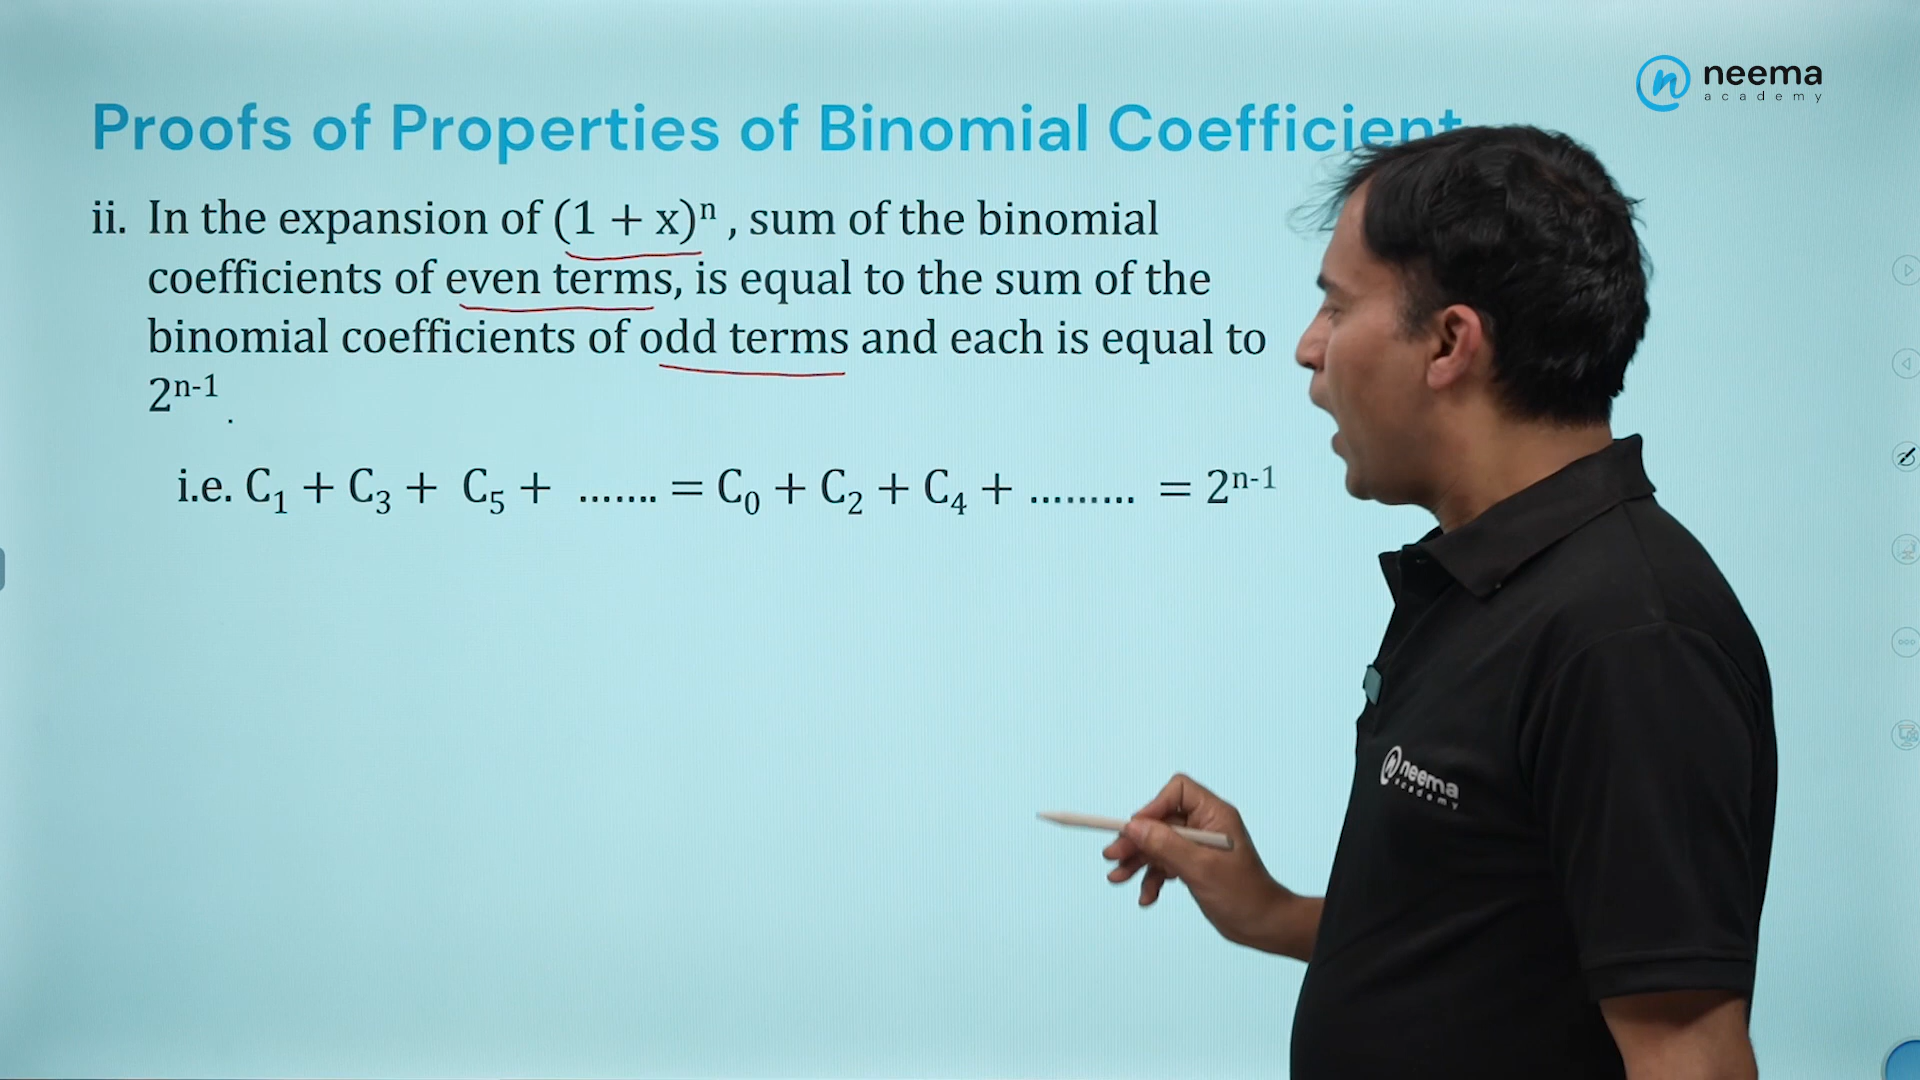 neema
academy
Proofs of Properties of Binomial Coefficient
ii. In the expansion of (1 + x)ⁿ , sum of the binomial
coefficients of even terms, is equal to the sum of the
binomial coefficients of odd terms and each is equal to
2ⁿ⁻¹ .
i.e. C₁ + C₃ + C₅ + ....... = C₀ + C₂ + C₄ + ......... = 2ⁿ⁻¹
neema
academy